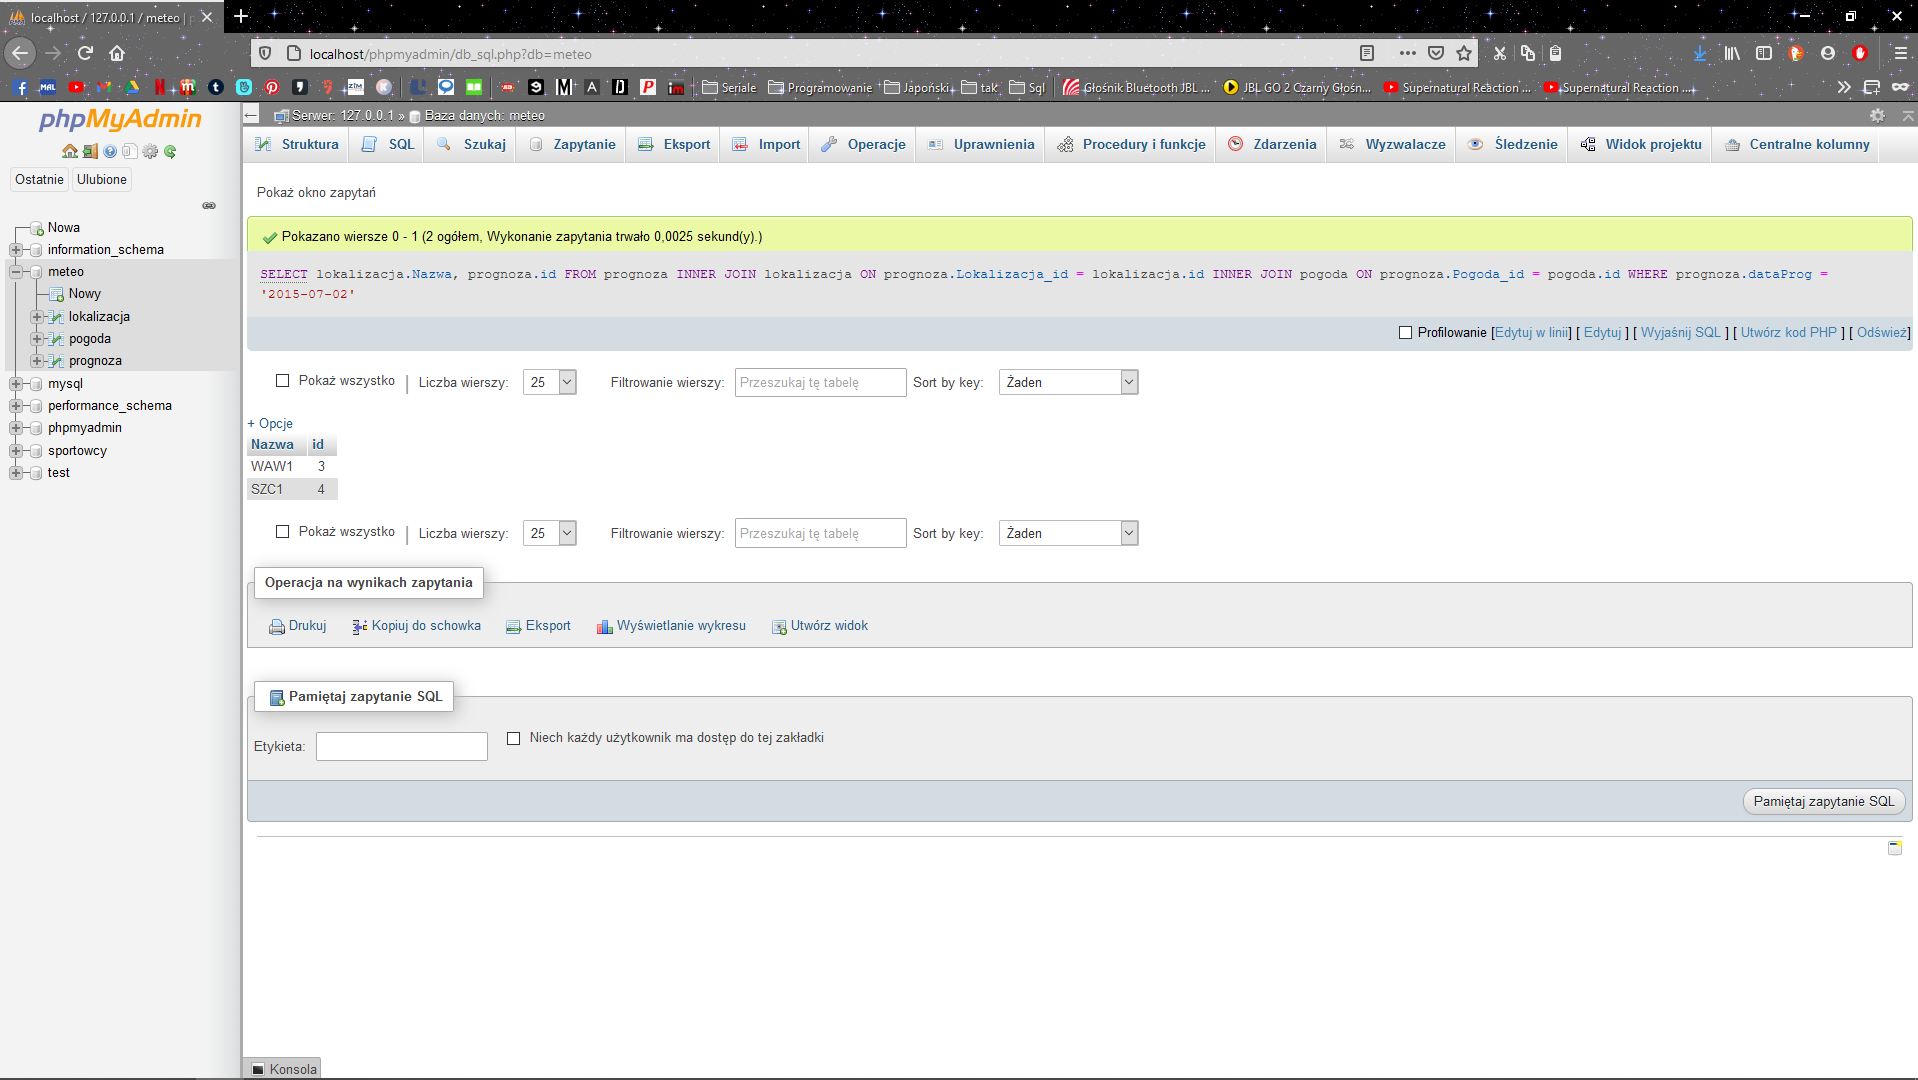 localhost / 127.0.0.1 / meteo |
localhost/phpmyadmin/db_sql.php?db=meteo
Seriale
Programowanie
Japoński
tak
Sql
Głośnik Bluetooth JBL ...
JBL GO 2 Czarny Głośn...
Supernatural Reaction ...
Supernatural Reaction ...
phpMyAdmin
Ostatnie
Ulubione
Nowa
information_schema
meteo
Nowy
lokalizacja
pogoda
prognoza
mysql
performance_schema
phpmyadmin
sportowcy
test
Serwer: 127.0.0.1 » Baza danych: meteo
Struktura
SQL
Szukaj
Zapytanie
Eksport
Import
Operacje
Uprawnienia
Procedury i funkcje
Zdarzenia
Wyzwalacze
Śledzenie
Widok projektu
Centralne kolumny
Pokaż okno zapytań
Pokazano wiersze 0 - 1 (2 ogółem, Wykonanie zapytania trwało 0,0025 sekund(y).)
SELECT lokalizacja.Nazwa, prognoza.id FROM prognoza INNER JOIN lokalizacja ON prognoza.Lokalizacja_id = lokalizacja.id INNER JOIN pogoda ON prognoza.Pogoda_id = pogoda.id WHERE prognoza.dataProg =
'2015-07-02'
Profilowanie [Edytuj w linii] [ Edytuj ] [ Wyjaśnij SQL ] [ Utwórz kod PHP ] [ Odśwież]
Pokaż wszystko | Liczba wierszy: 25 Filtrowanie wierszy: Przeszukaj tę tabelę Sort by key: Żaden
+ Opcje
Nazwa id
WAW1 3
SZC1 4
Pokaż wszystko | Liczba wierszy: 25 Filtrowanie wierszy: Przeszukaj tę tabelę Sort by key: Żaden
Operacja na wynikach zapytania
Drukuj
Kopiuj do schowka
Eksport
Wyświetlanie wykresu
Utwórz widok
Pamiętaj zapytanie SQL
Etykieta:
Niech każdy użytkownik ma dostęp do tej zakładki
Pamiętaj zapytanie SQL
Konsola